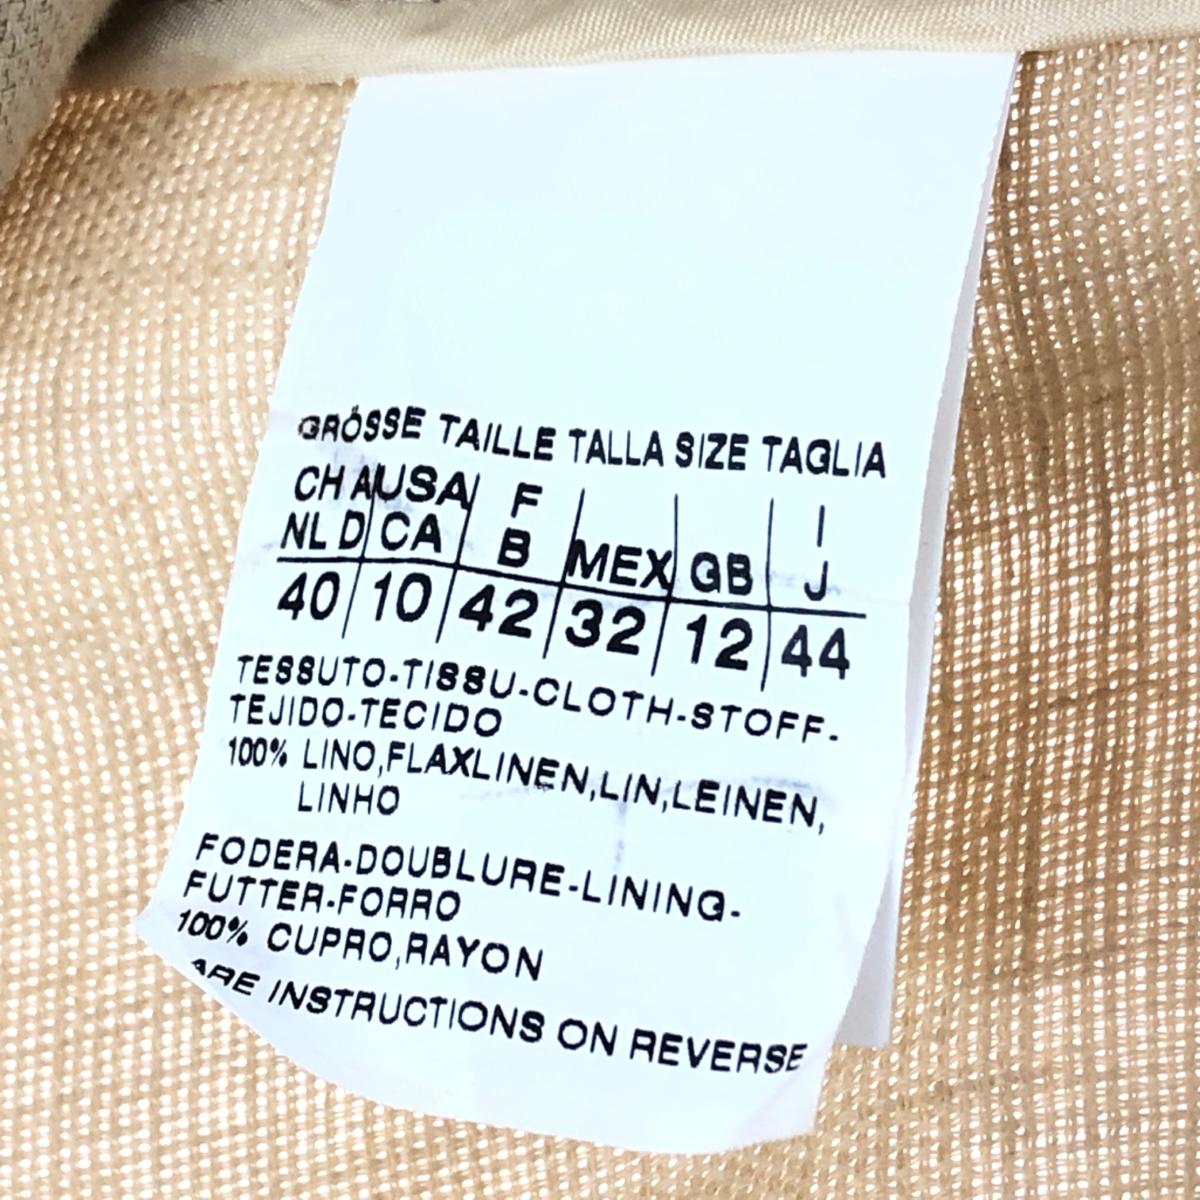 GRÖSSE TAILLE TALLA SIZE TAGLIA
CH A USA F I
NL D CA B MEX GB J
40 10 42 32 12 44
TESSUTO-TISSU-CLOTH-STOFF-
TEJIDO-TECIDO
100% LINO,FLAXLINEN,LIN,LEINEN,
LINHO
FODERA-DOUBLURE-LINING-
FUTTER-FORRO
100% CUPRO,RAYON
ARE INSTRUCTIONS ON REVERSE